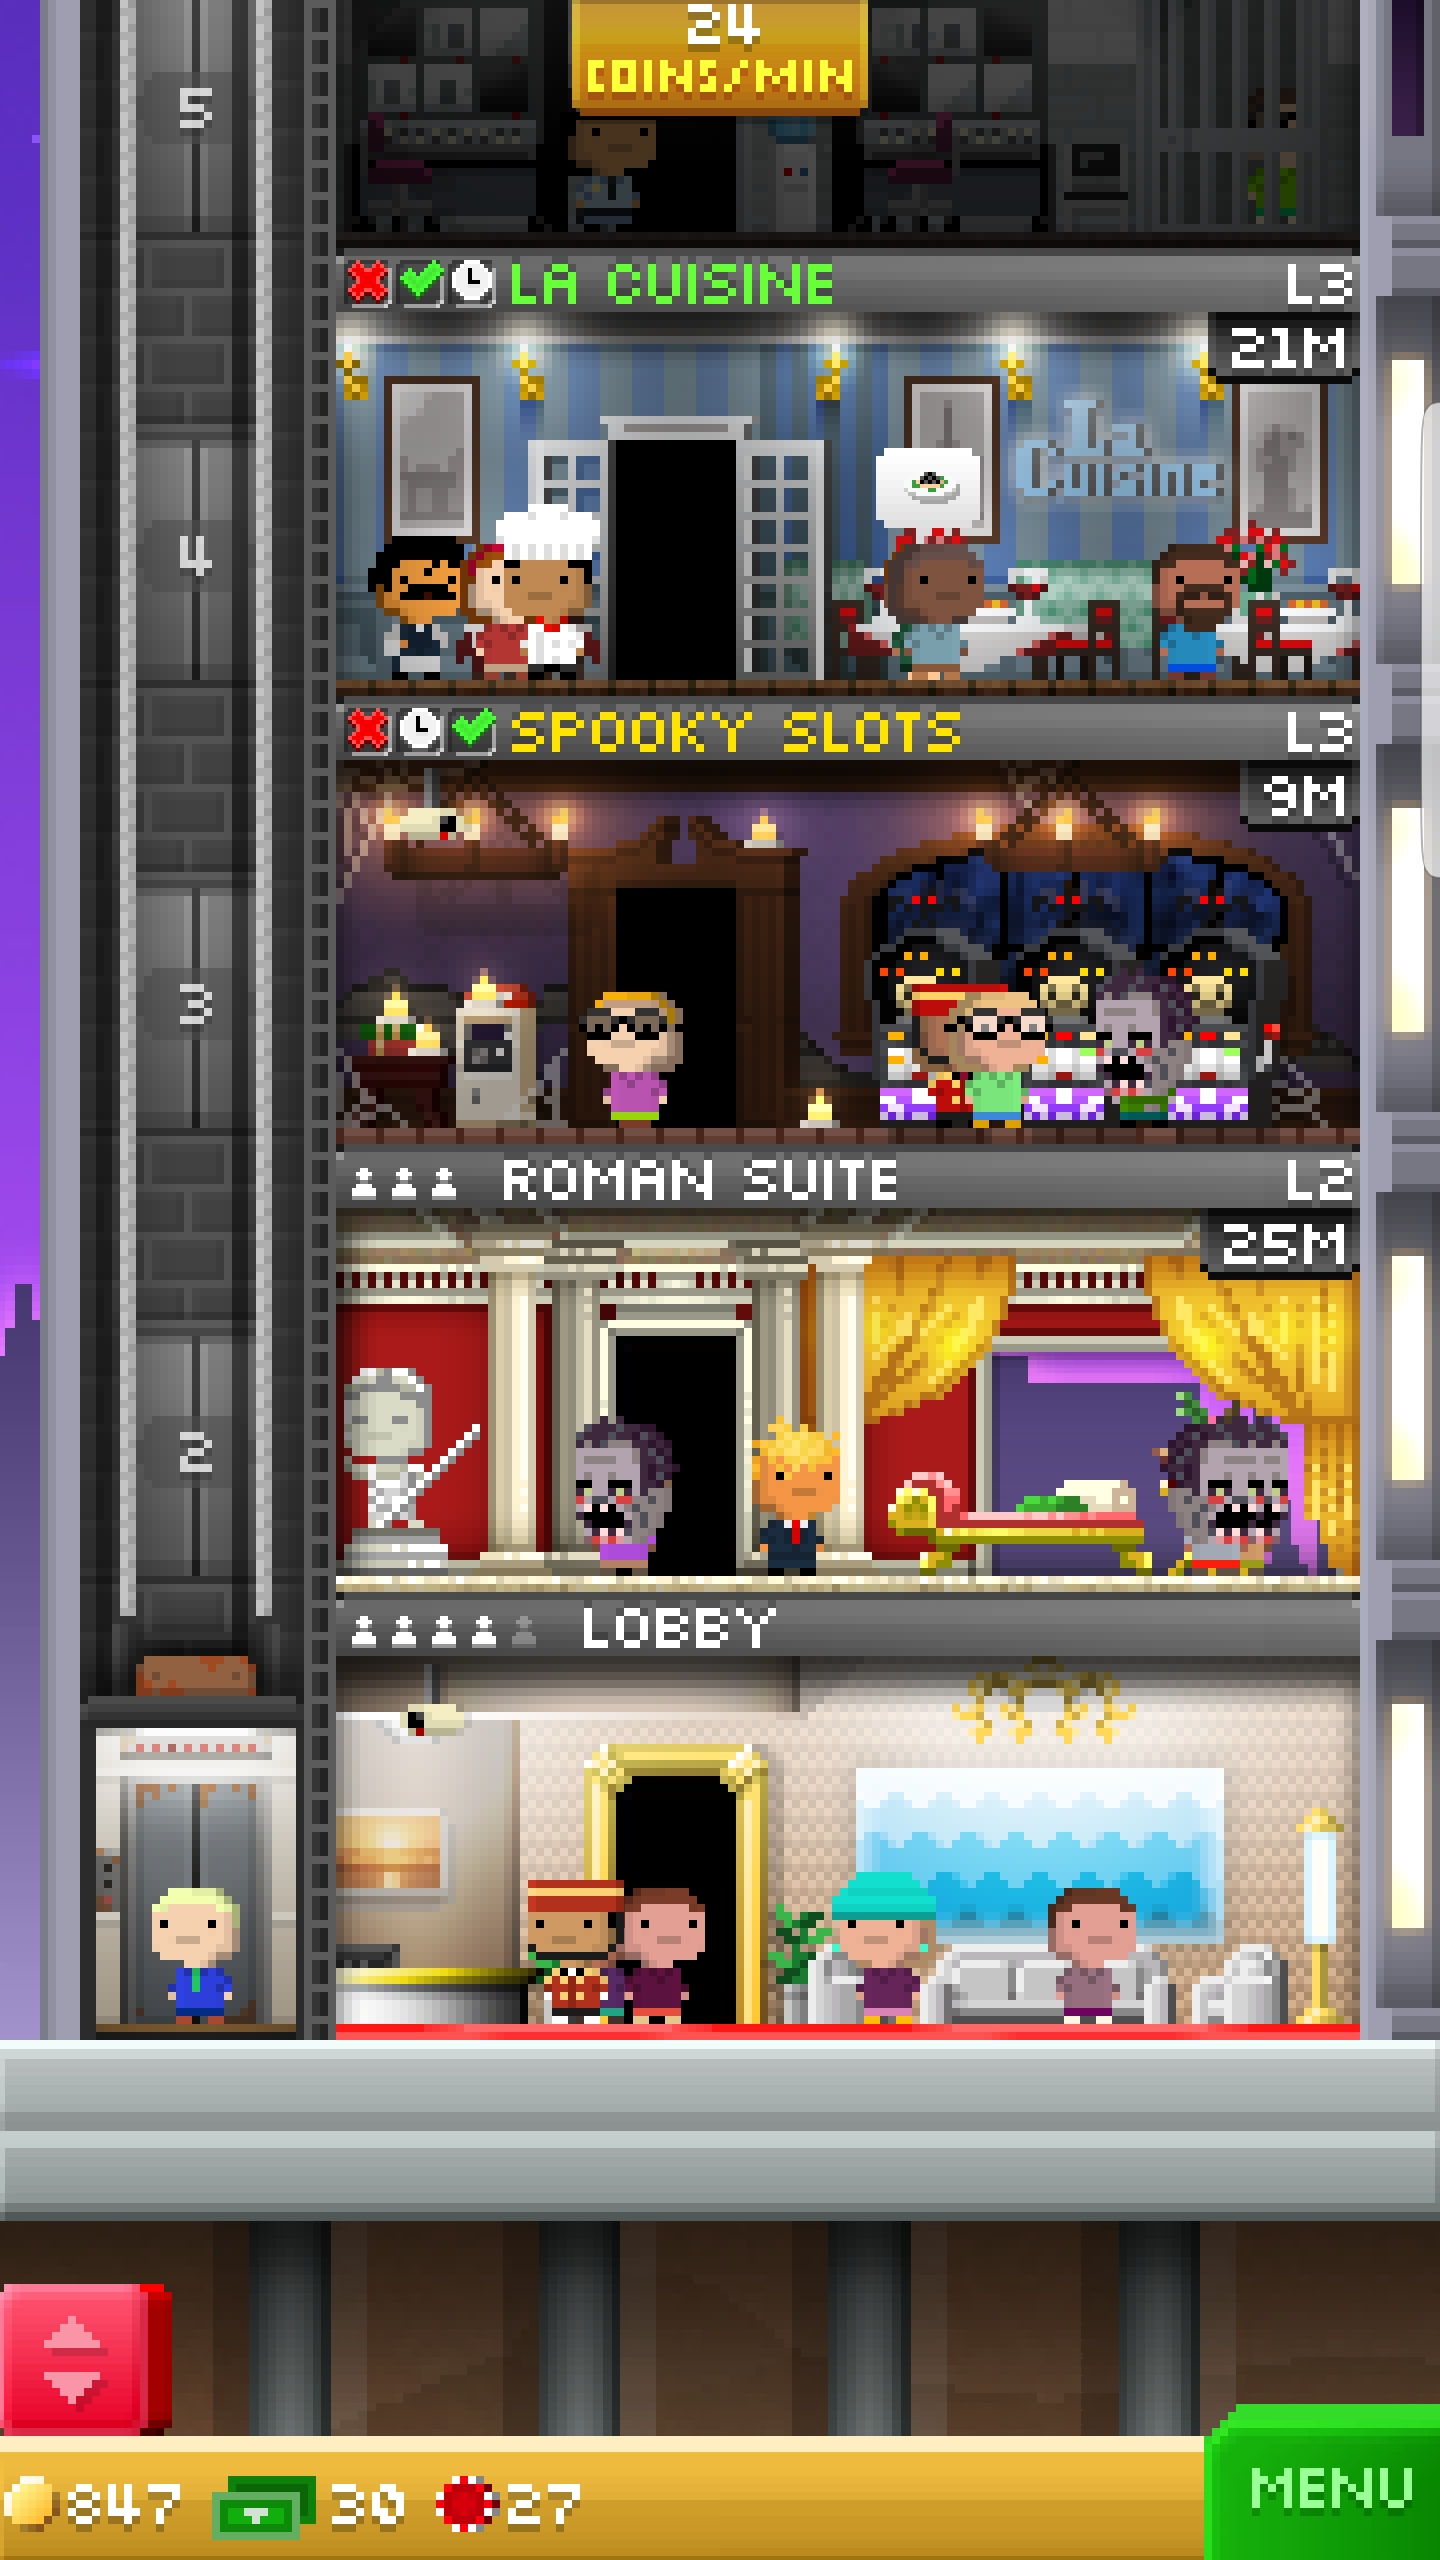 24
COINS/MIN
5
LA CUISINE L3
21M
La
Cuisine
4
SPOOKY SLOTS L3
9M
3
ROMAN SUITE L2
25M
2
LOBBY
847 30 27
MENU